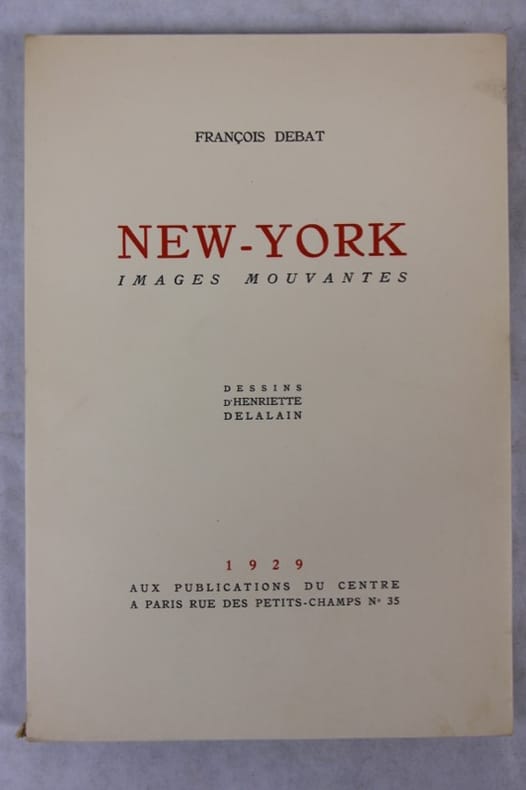 FRANÇOIS DEBAT
NEW-YORK
IMAGES MOUVANTES
DESSINS
D'HENRIETTE
DELALAIN
1929
AUX PUBLICATIONS DU CENTRE
A PARIS RUE DES PETITS-CHAMPS Nº 35